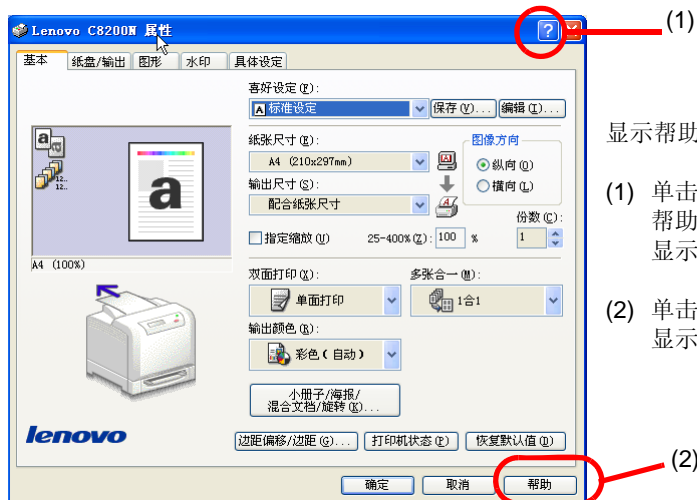 Lenovo C8200N 属性
(1)
基本 纸盘/输出 图形 水印 具体设定
喜好设定(F):
A 标准设定 保存(V)... 编辑(I)...
纸张尺寸(E):
A4 (210x297mm)
图像方向
纵向(O)
横向(L)
输出尺寸(S):
配合纸张尺寸
份数(C):
指定缩放(U) 25-400%(Z): 100 % 1
A4 (100%)
双面打印(X): 多张合一(M):
单面打印 1合1
输出颜色(R):
彩色(自动)
小册子/海报/
混合文档/旋转(K)...
lenovo
边距偏移/边距(G)... 打印机状态(P) 恢复默认值(D)
确定 取消 帮助
(2)
显示帮助
(1) 单击
帮助
显示
(2) 单击
显示